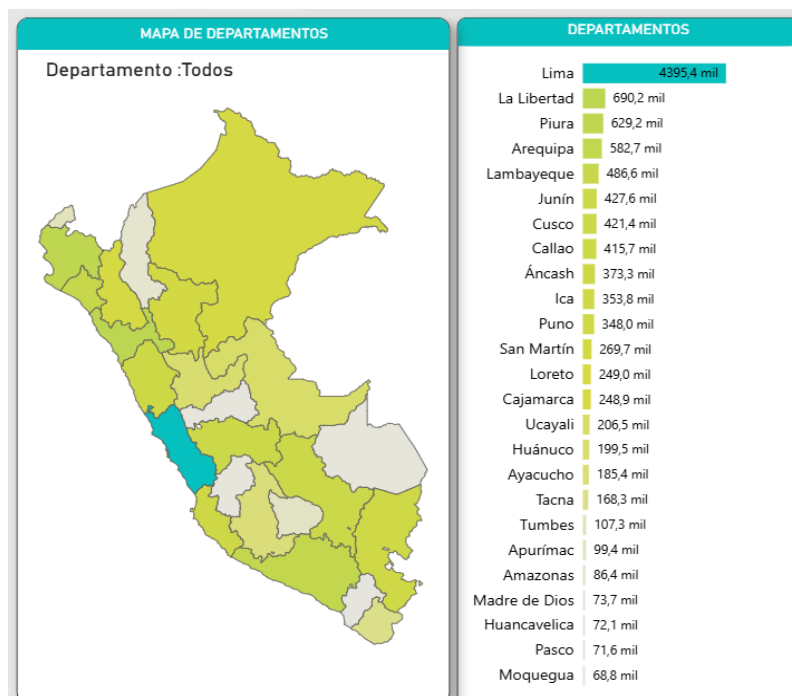 MAPA DE DEPARTAMENTOS
Departamento :Todos
DEPARTAMENTOS
Lima 4395,4 mil
La Libertad 690,2 mil
Piura 629,2 mil
Arequipa 582,7 mil
Lambayeque 486,6 mil
Junín 427,6 mil
Cusco 421,4 mil
Callao 415,7 mil
Áncash 373,3 mil
Ica 353,8 mil
Puno 348,0 mil
San Martín 269,7 mil
Loreto 249,0 mil
Cajamarca 248,9 mil
Ucayali 206,5 mil
Huánuco 199,5 mil
Ayacucho 185,4 mil
Tacna 168,3 mil
Tumbes 107,3 mil
Apurímac 99,4 mil
Amazonas 86,4 mil
Madre de Dios 73,7 mil
Huancavelica 72,1 mil
Pasco 71,6 mil
Moquegua 68,8 mil